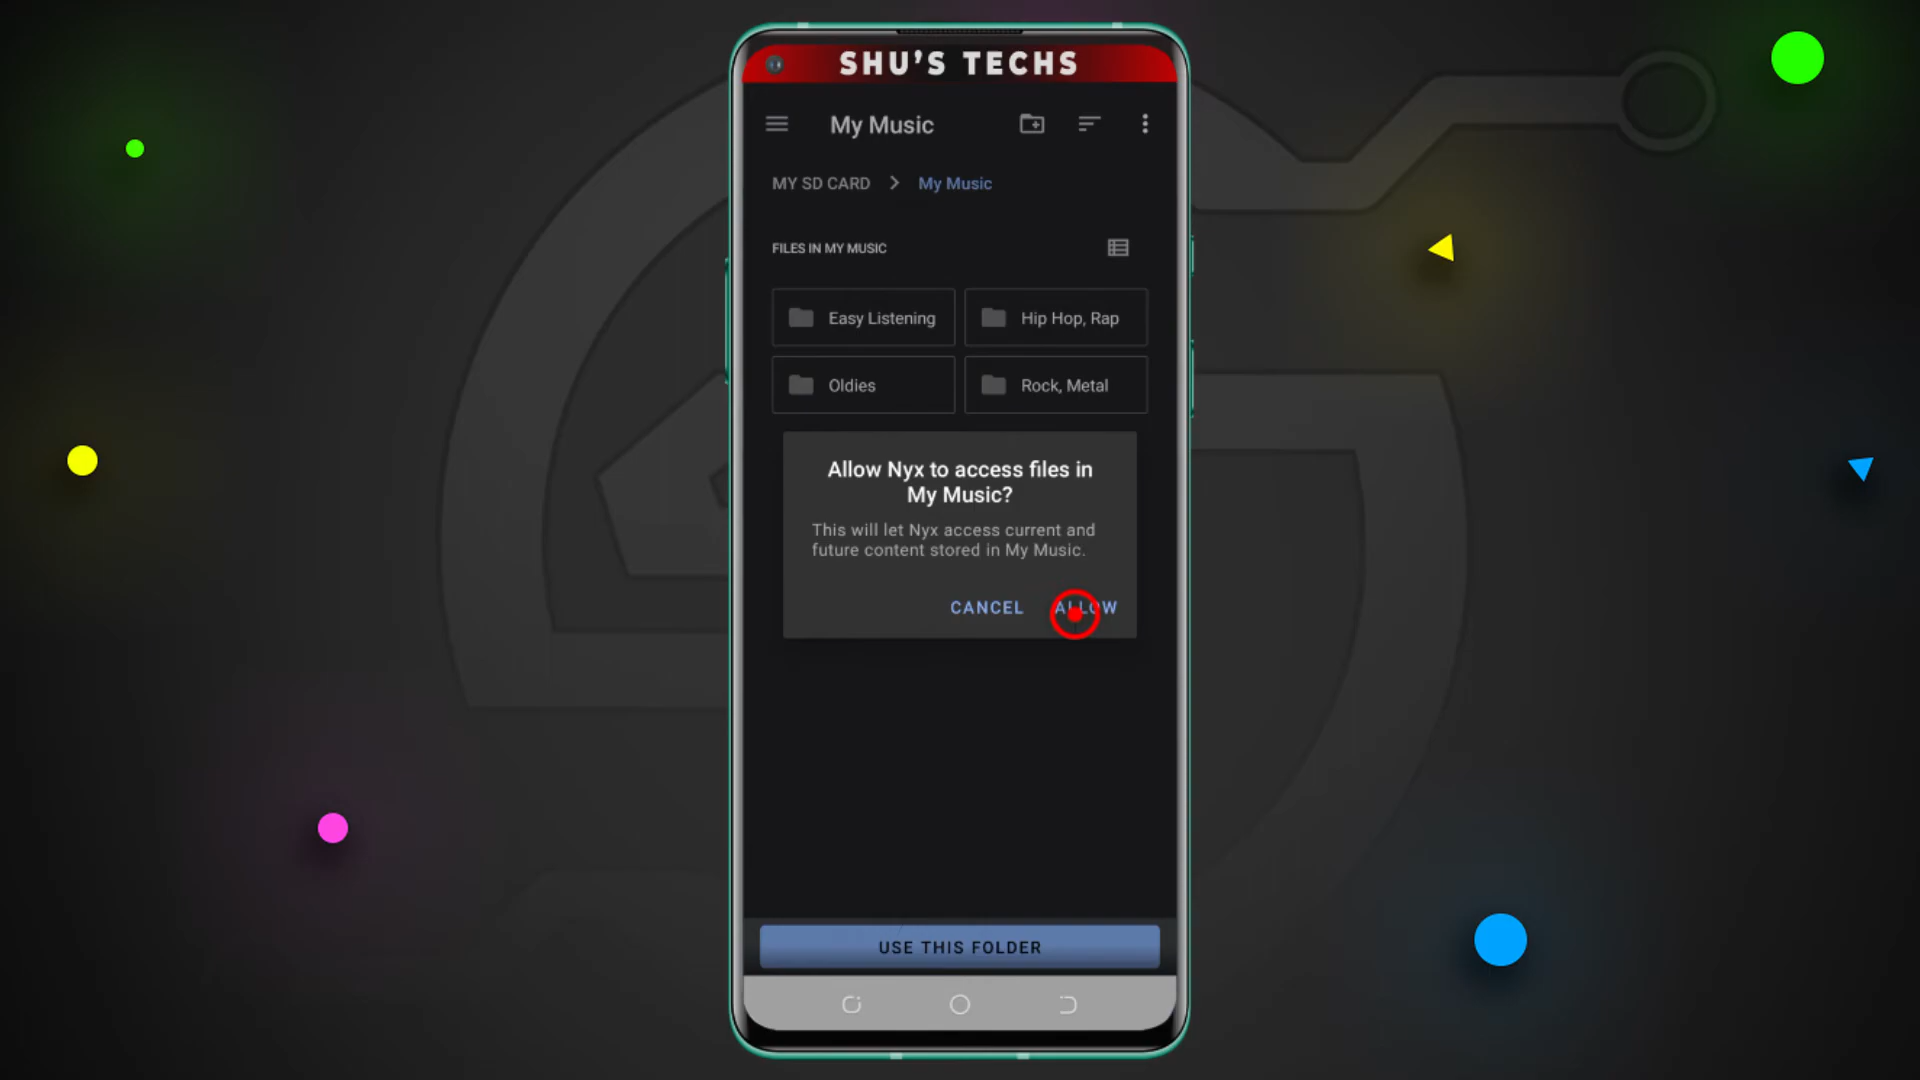 SHU'S TECHS
My Music
MY SD CARD
My Music
FILES IN MY MUSIC
Easy Listening
Hip Hop, Rap
Oldies
Rock, Metal
Allow Nyx to access files in
My Music?
This will let Nyx access current and
future content stored in My Music.
CANCEL
ALLOW
USE THIS FOLDER